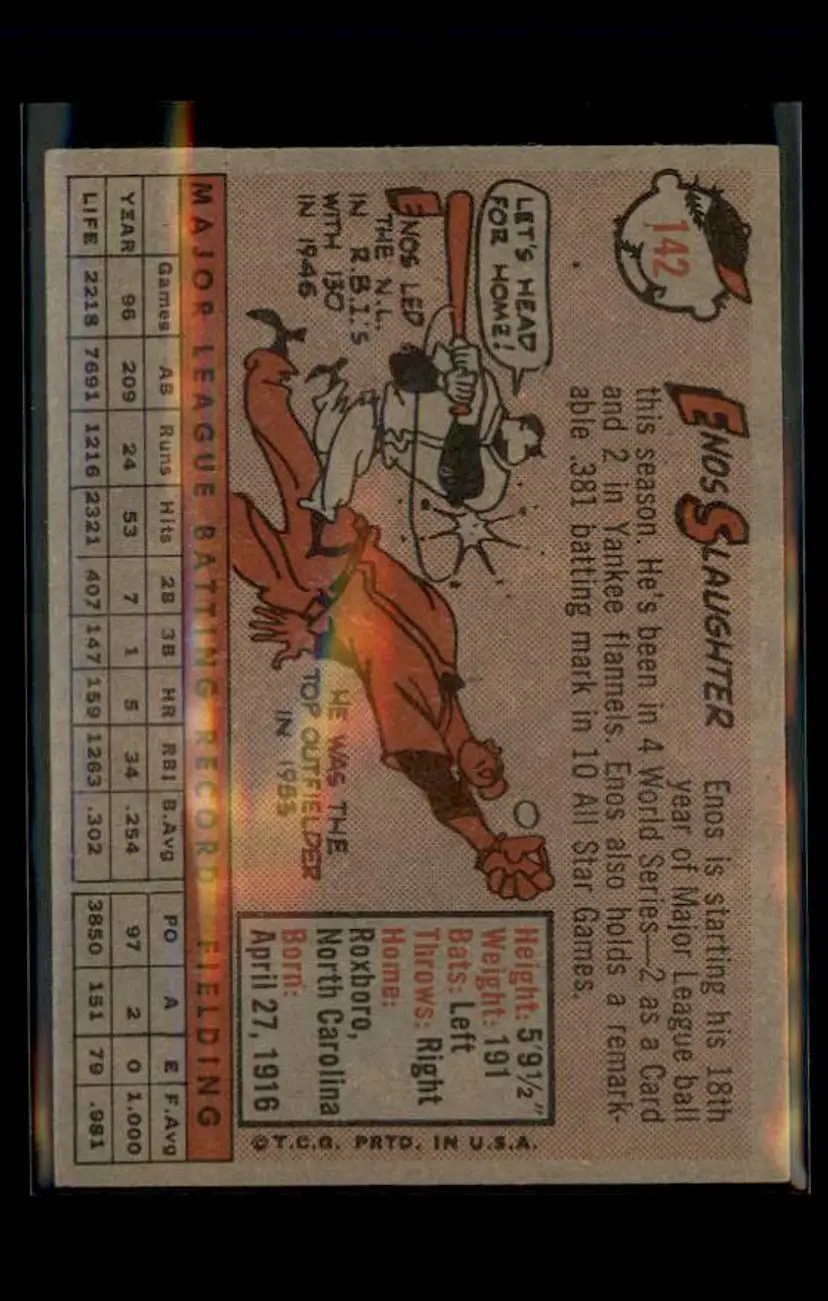 142
ENOS SLAUGHTER Enos is starting his 18th
year of Major League ball
this season. He's been in 4 World Series—2 as a Card
and 2 in Yankee flannels. Enos also holds a remark-
able .381 batting mark in 10 All Star Games.
LET'S HEAD
FOR HOME!
ENOS LED
THE N.L.
IN R.B.I.'S
WITH 130
IN 1946
HE WAS THE
TOP OUTFIELDER
IN 1953
Height: 5'9½"
Weight: 191
Bats: Left
Throws: Right
Home:
Roxboro,
North Carolina
Born:
April 27, 1916
©T.C.G. PRTD. IN U.S.A.
MAJOR LEAGUE BATTING RECORD FIELDING
Games AB Runs Hits 2B 3B HR RBI B.Avg PO A E F.Avg
YEAR 96 209 24 53 7 1 5 34 .254 97 2 0 1.000
LIFE 2218 7691 1216 2321 407 147 159 1263 .302 3850 151 79 .981